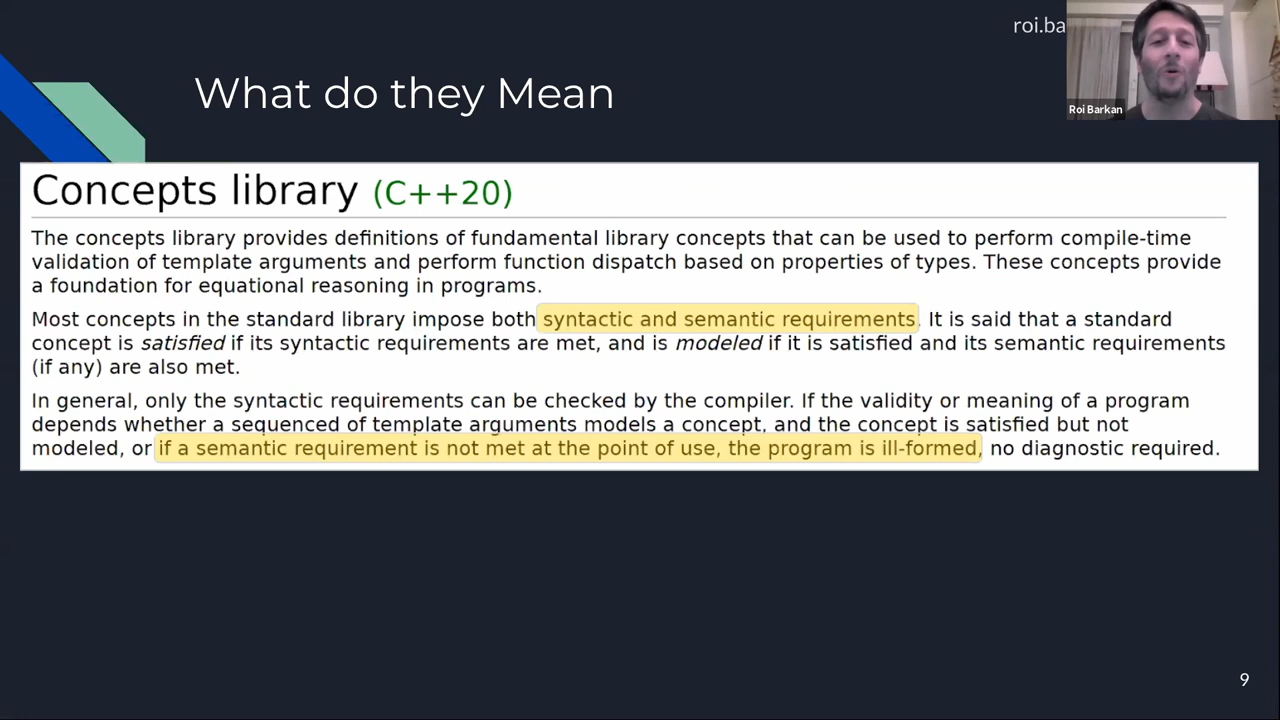 roi.ba
Roi Barkan
What do they Mean
Concepts library (C++20)
The concepts library provides definitions of fundamental library concepts that can be used to perform compile-time
validation of template arguments and perform function dispatch based on properties of types. These concepts provide
a foundation for equational reasoning in programs.
Most concepts in the standard library impose both syntactic and semantic requirements. It is said that a standard
concept is satisfied if its syntactic requirements are met, and is modeled if it is satisfied and its semantic requirements
(if any) are also met.
In general, only the syntactic requirements can be checked by the compiler. If the validity or meaning of a program
depends whether a sequenced of template arguments models a concept, and the concept is satisfied but not
modeled, or if a semantic requirement is not met at the point of use, the program is ill-formed, no diagnostic required.
9